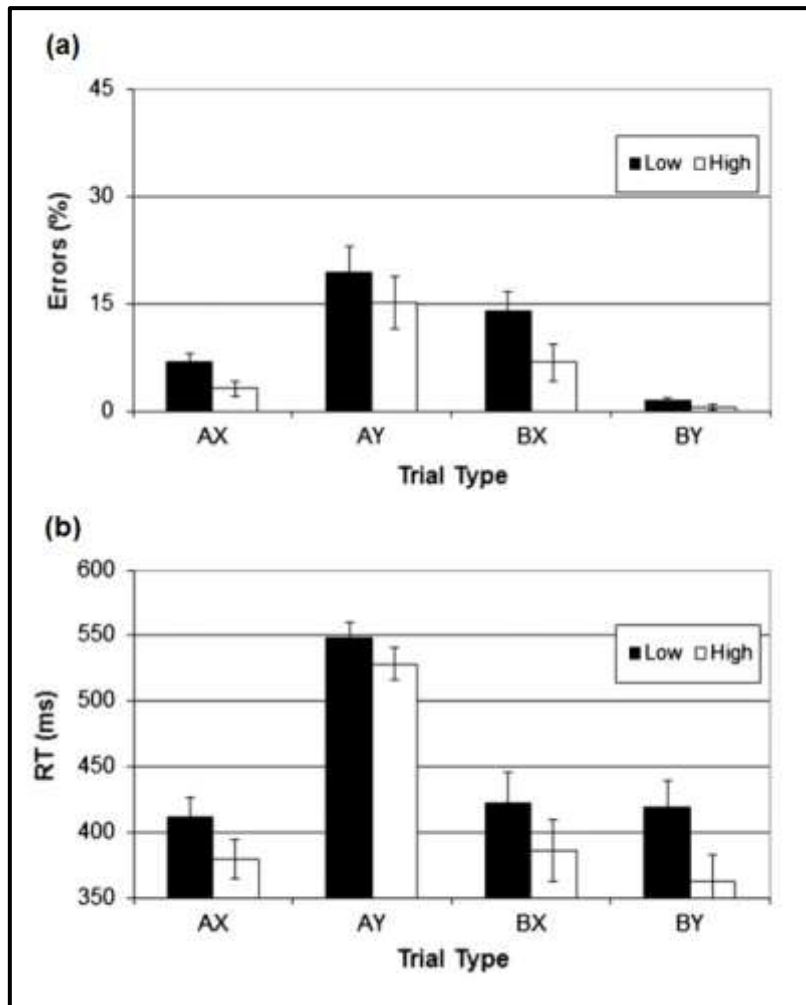 (a)
45
30
15
0
Errors (%)
Low High
AX AY BX BY
Trial Type
(b)
600
550
500
450
400
350
RT (ms)
Low High
AX AY BX BY
Trial Type